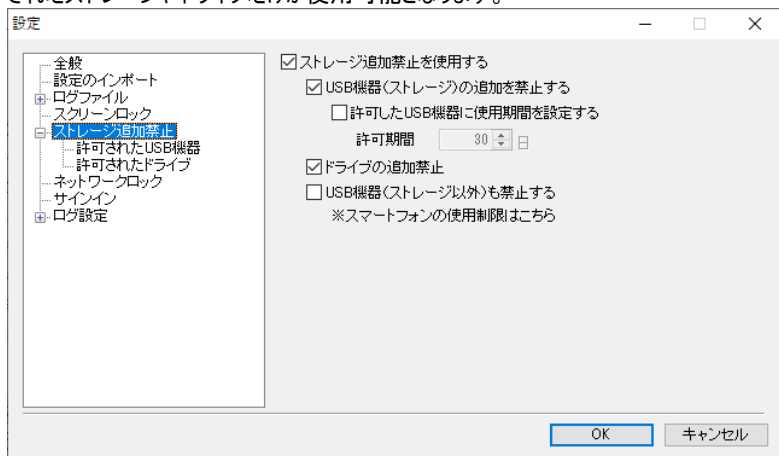 設定
全般
設定のインポート
ログファイル
スクリーンロック
ストレージ追加禁止
許可されたUSB機器
許可されたドライブ
ネットワークロック
サインイン
ログ設定
ストレージ追加禁止を使用する
USB機器(ストレージ)の追加を禁止する
許可したUSB機器に使用期間を設定する
許可期間 30 日
ドライブの追加禁止
USB機器(ストレージ以外)も禁止する
※スマートフォンの使用制限はこちら
OK キャンセル